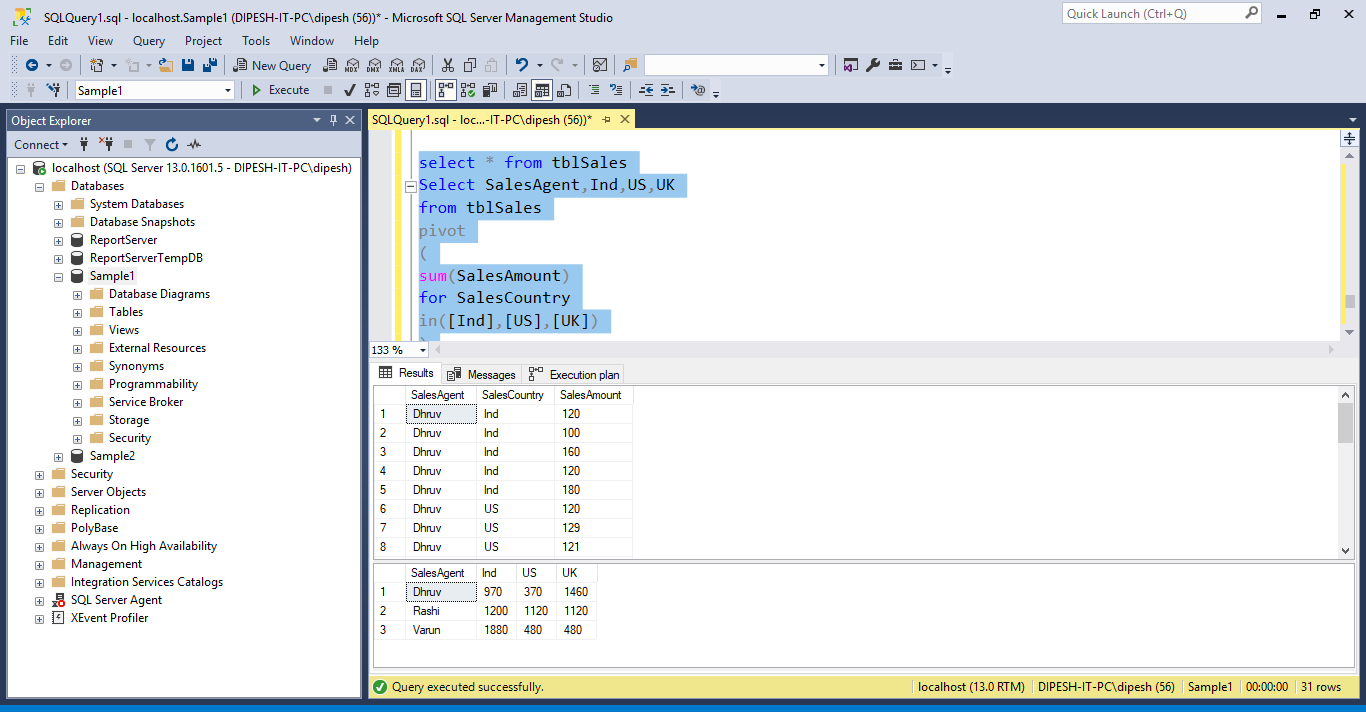 SQLQuery1.sql - localhost.Sample1 (DIPESH-IT-PC\dipesh (56))* - Microsoft SQL Server Management Studio
Quick Launch (Ctrl+Q)
File Edit View Query Project Tools Window Help
New Query MDX DMX XMLA DAX
Sample1 Execute
Object Explorer
Connect
localhost (SQL Server 13.0.1601.5 - DIPESH-IT-PC\dipesh)
Databases
System Databases
Database Snapshots
ReportServer
ReportServerTempDB
Sample1
Database Diagrams
Tables
Views
External Resources
Synonyms
Programmability
Service Broker
Storage
Security
Sample2
Security
Server Objects
Replication
PolyBase
Always On High Availability
Management
Integration Services Catalogs
SQL Server Agent
XEvent Profiler
SQLQuery1.sql - loc...-IT-PC\dipesh (56))*
select * from tblSales
Select SalesAgent,Ind,US,UK
from tblSales
pivot
(
sum(SalesAmount)
for SalesCountry
in([Ind],[US],[UK])
133 %
Results Messages Execution plan
SalesAgent SalesCountry SalesAmount
1 Dhruv Ind 120
2 Dhruv Ind 100
3 Dhruv Ind 160
4 Dhruv Ind 120
5 Dhruv Ind 180
6 Dhruv US 120
7 Dhruv US 129
8 Dhruv US 121
SalesAgent Ind US UK
1 Dhruv 970 370 1460
2 Rashi 1200 1120 1120
3 Varun 1880 480 480
Query executed successfully.
localhost (13.0 RTM) DIPESH-IT-PC\dipesh (56) Sample1 00:00:00 31 rows